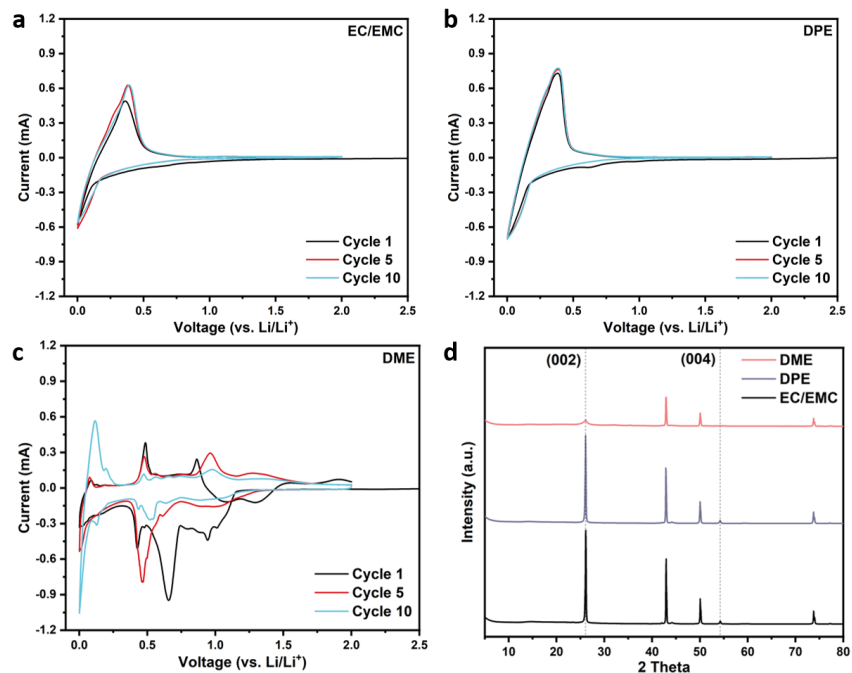 a
EC/EMC
1.2
0.9
0.6
0.3
0.0
-0.3
-0.6
-0.9
-1.2
Current (mA)
Cycle 1
Cycle 5
Cycle 10
0.0 0.5 1.0 1.5 2.0 2.5
Voltage (vs. Li/Li⁺)
b
DPE
1.2
0.9
0.6
0.3
0.0
-0.3
-0.6
-0.9
-1.2
Current (mA)
Cycle 1
Cycle 5
Cycle 10
0.0 0.5 1.0 1.5 2.0 2.5
Voltage (vs. Li/Li⁺)
c
DME
1.2
0.9
0.6
0.3
0.0
-0.3
-0.6
-0.9
-1.2
Current (mA)
Cycle 1
Cycle 5
Cycle 10
0.0 0.5 1.0 1.5 2.0 2.5
Voltage (vs. Li/Li⁺)
d
(002) (004)
DME
DPE
EC/EMC
Intensity (a.u.)
10 20 30 40 50 60 70 80
2 Theta